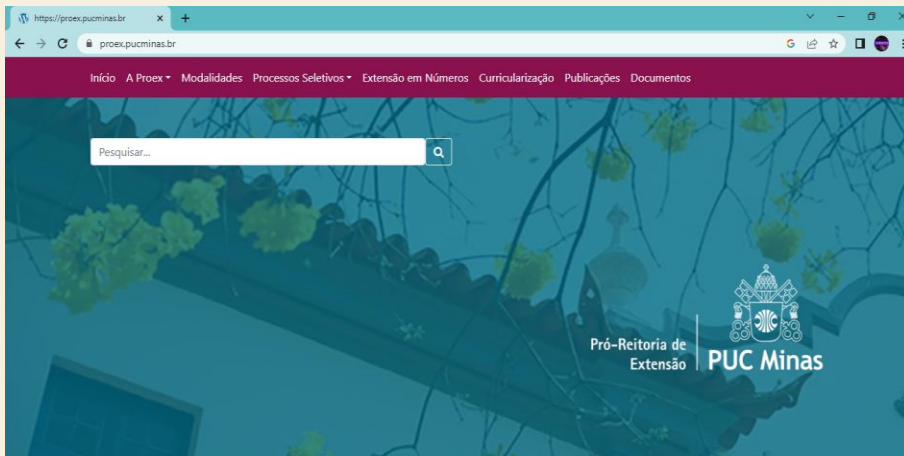 https://proex.pucminas.br
proex.pucminas.br
Início A Proex Modalidades Processos Seletivos Extensão em Números Curricularização Publicações Documentos
Pesquisar...
Pró-Reitoria de
Extensão
PUC Minas